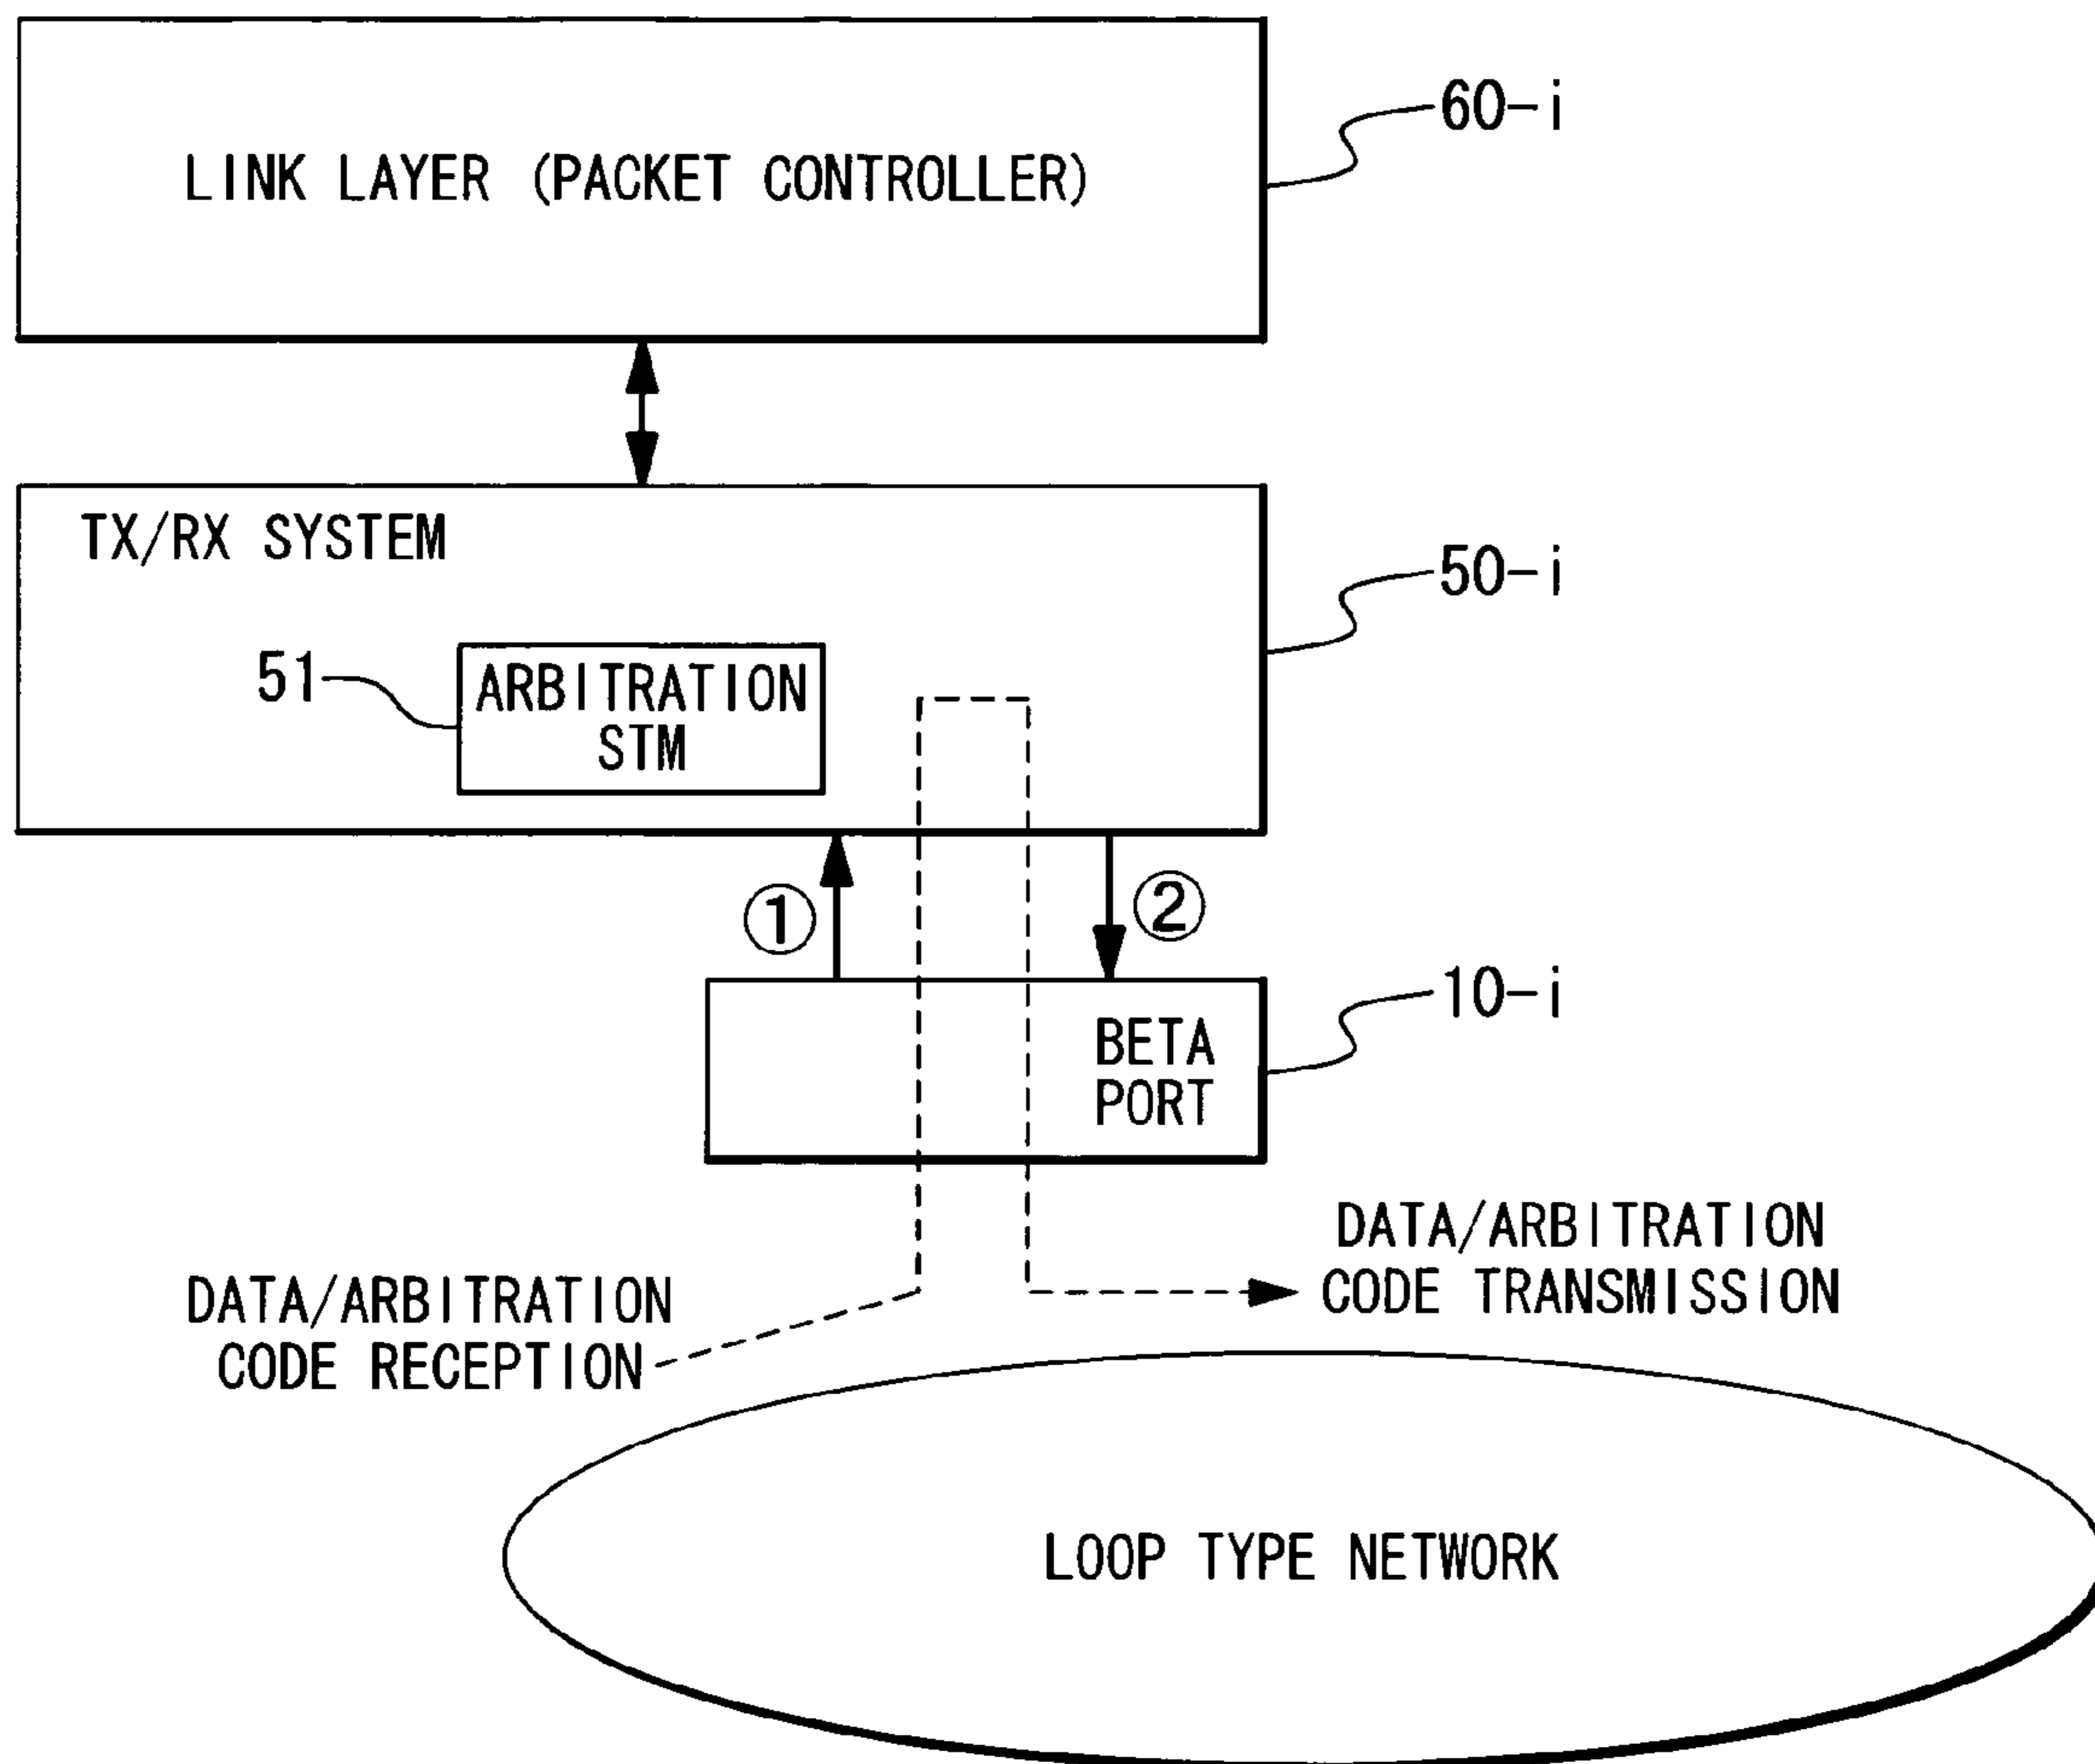 LINK LAYER (PACKET CONTROLLER)
60-i
TX/RX SYSTEM
50-i
51
ARBITRATION
STM
①
②
10-i
BETA
PORT
DATA/ARBITRATION
CODE TRANSMISSION
DATA/ARBITRATION
CODE RECEPTION
LOOP TYPE NETWORK